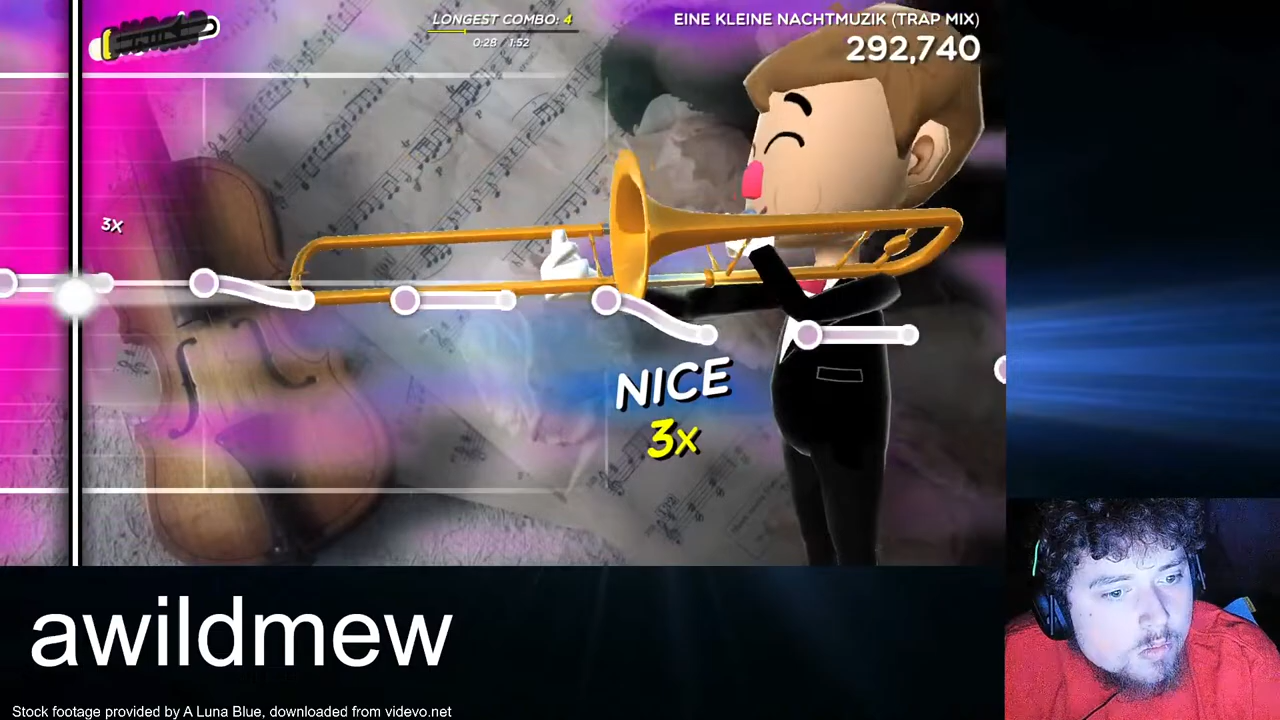 LONGEST COMBO: 4
0:28 / 1:52
EINE KLEINE NACHTMUZIK (TRAP MIX)
292,740
3X
NICE
3x
awildmew
Stock footage provided by A Luna Blue, downloaded from videvo.net